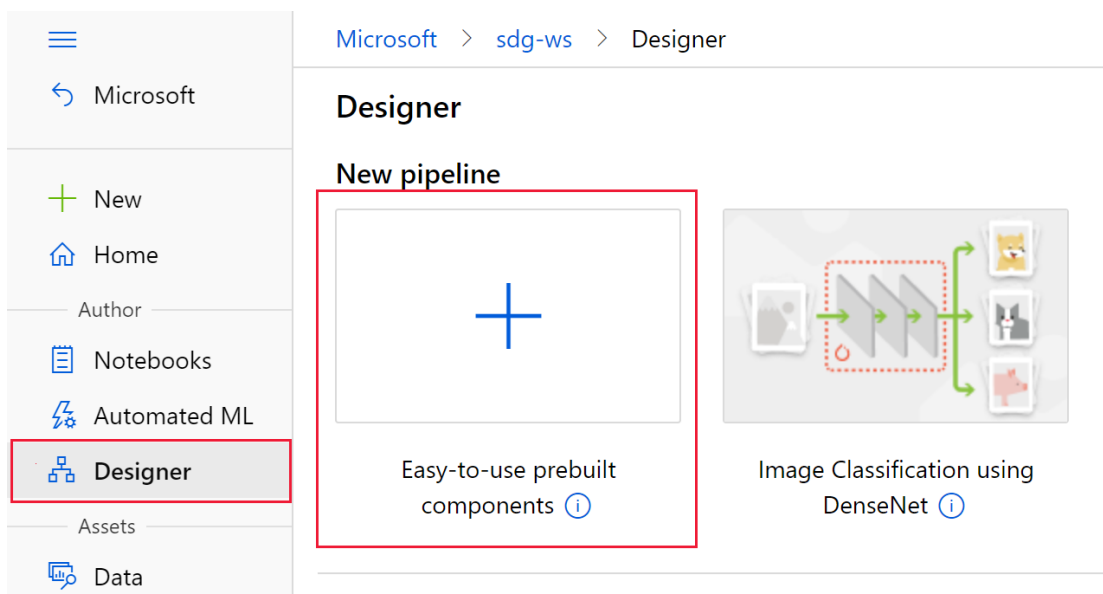 Microsoft > sdg-ws > Designer
Microsoft
New
Home
Author
Notebooks
Automated ML
Designer
Assets
Data
Designer
New pipeline
Easy-to-use prebuilt
components
Image Classification using
DenseNet